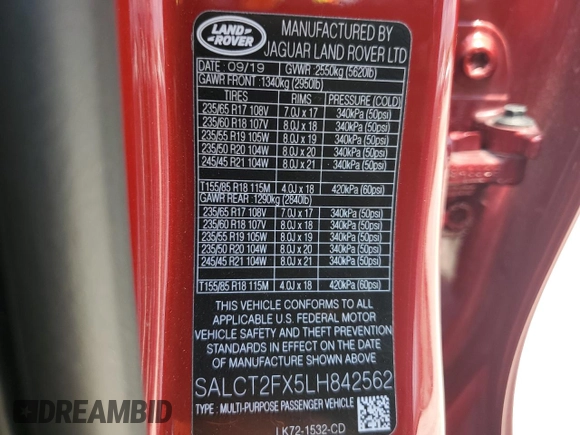 LAND-
-ROVER
MANUFACTURED BY
JAGUAR LAND ROVER LTD
DATE : 09/19 GVWR: 2550kg (5620lb)
GAWR FRONT : 1340kg (2950lb)
TIRES RIMS PRESSURE (COLD)
235/65 R17 108V 7.0J x 17 340kPa (50psi)
235/60 R18 107V 8.0J x 18 340kPa (50psi)
235/55 R19 105W 8.0J x 19 340kPa (50psi)
235/50 R20 104W 8.0J x 20 340kPa (50psi)
245/45 R21 104W 8.0J x 21 340kPa (50psi)
T155/85 R18 115M 4.0J x 18 420kPa (60psi)
GAWR REAR : 1290kg (2840lb)
235/65 R17 108V 7.0J x 17 340kPa (50psi)
235/60 R18 107V 8.0J x 18 340kPa (50psi)
235/55 R19 105W 8.0J x 19 340kPa (50psi)
235/50 R20 104W 8.0J x 20 340kPa (50psi)
245/45 R21 104W 8.0J x 21 340kPa (50psi)
T155/85 R18 115M 4.0J x 18 420kPa (60psi)
THIS VEHICLE CONFORMS TO ALL
APPLICABLE U.S. FEDERAL MOTOR
VEHICLE SAFETY AND THEFT PREVENTION
STANDARDS IN EFFECT ON THE DATE
OF MANUFACTURE SHOWN ABOVE
SALCT2FX5LH842562
TYPE : MULTI-PURPOSE PASSENGER VEHICLE
LK72-1532-CD
DREAMBID